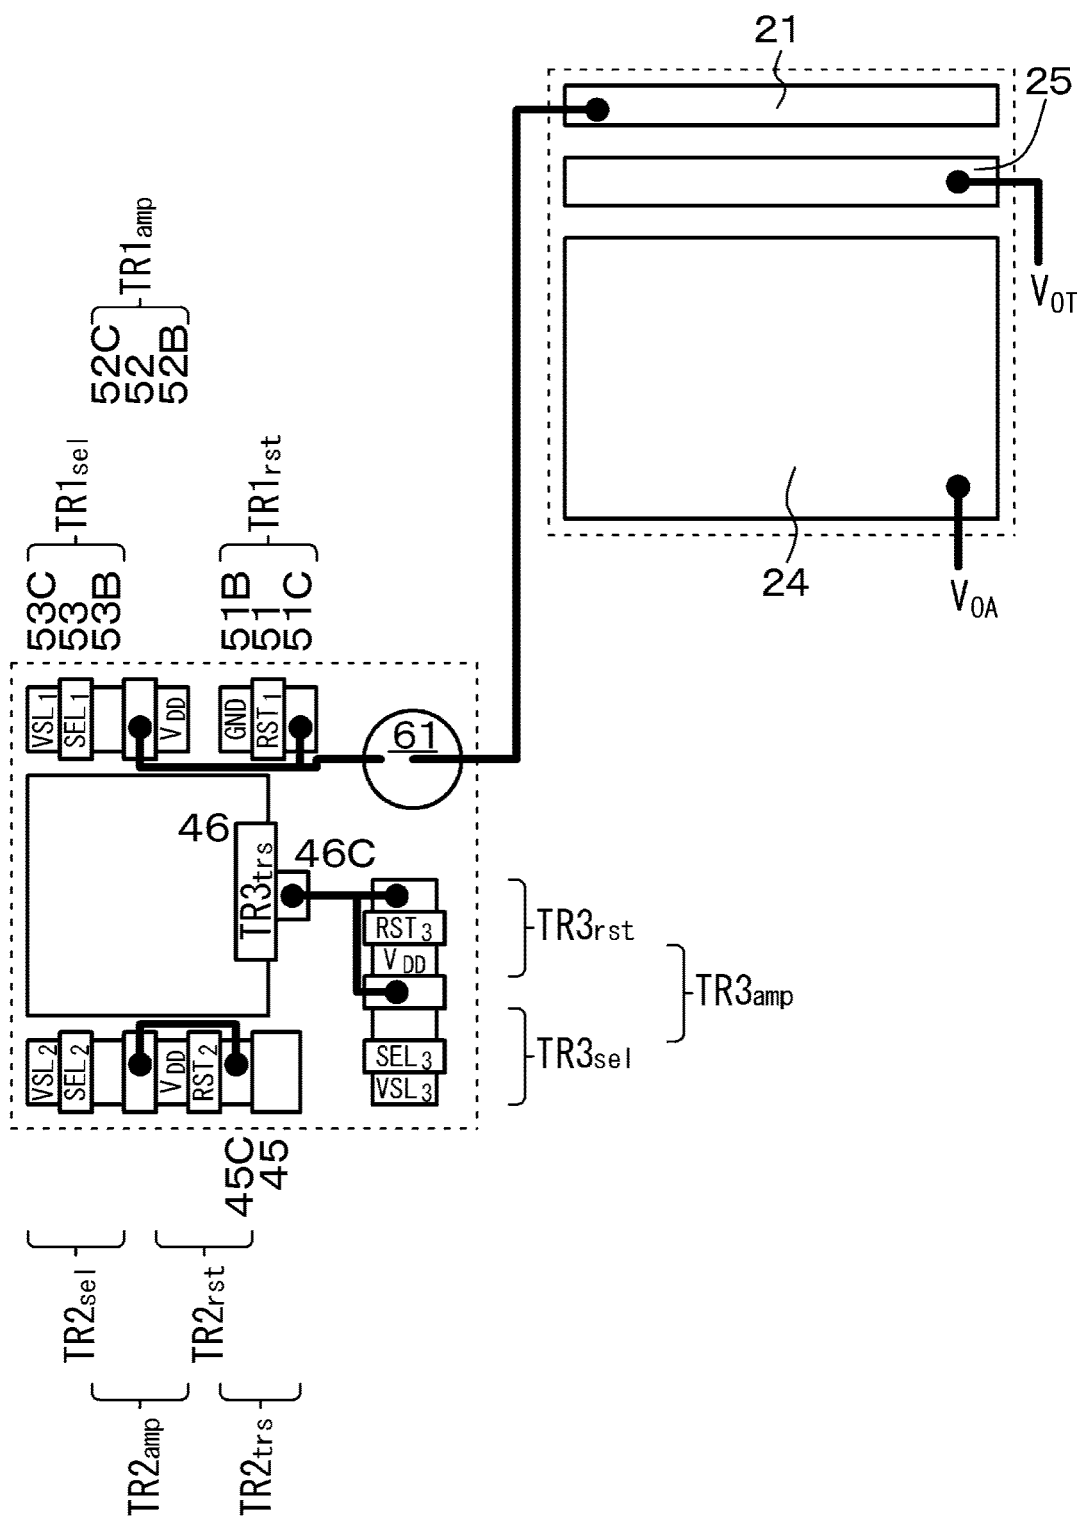 21
25
V0T
24
V0A
TR1amp
52C
52
52B
TR1sel
53C
53
53B
TR1rst
51B
51
51C
VSL1
SEL1
VDD
GND
RST1
61
46
TR3trs
46C
RST3
VDD
SEL3
VSL3
TR3rst
TR3amp
TR3sel
VSL2
SEL2
VDD
RST2
45C
45
TR2sel
TR2rst
TR2amp
TR2trs